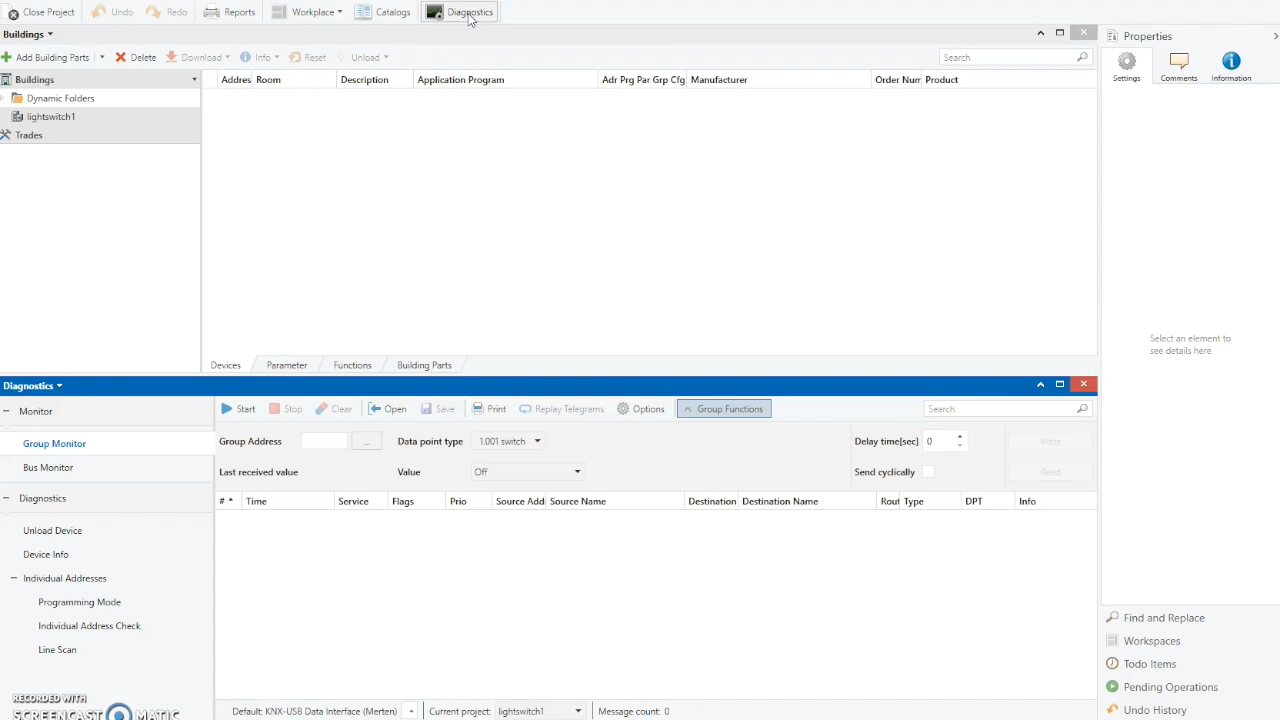 Close Project Undo Redo Reports Workplace Catalogs Diagnostics
Buildings
Add Building Parts Delete Download Info Reset Unload Search
Buildings Addres Room Description Application Program Adr Prg Par Grp Cfg Manufacturer Order Num Product
Dynamic Folders
lightswitch1
Trades
Devices Parameter Functions Building Parts
Diagnostics
Monitor Start Stop Clear Open Save Print Replay Telegrams Options Group Functions Search
Group Monitor Group Address ... Data point type 1.001 switch Delay time[sec] 0 Write
Bus Monitor Last received value Value Off Send cyclically Read
Diagnostics # Time Service Flags Prio Source Add Source Name Destination Destination Name Rout Type DPT Info
Unload Device
Device Info
Individual Addresses
Programming Mode
Individual Address Check
Line Scan
RECORDED WITH
SCREENCAST MATIC
Default: KNX-USB Data Interface (Merten) Current project: lightswitch1 Message count: 0
Properties
Settings Comments Information
Select an element to
see details here
Find and Replace
Workspaces
Todo Items
Pending Operations
Undo History